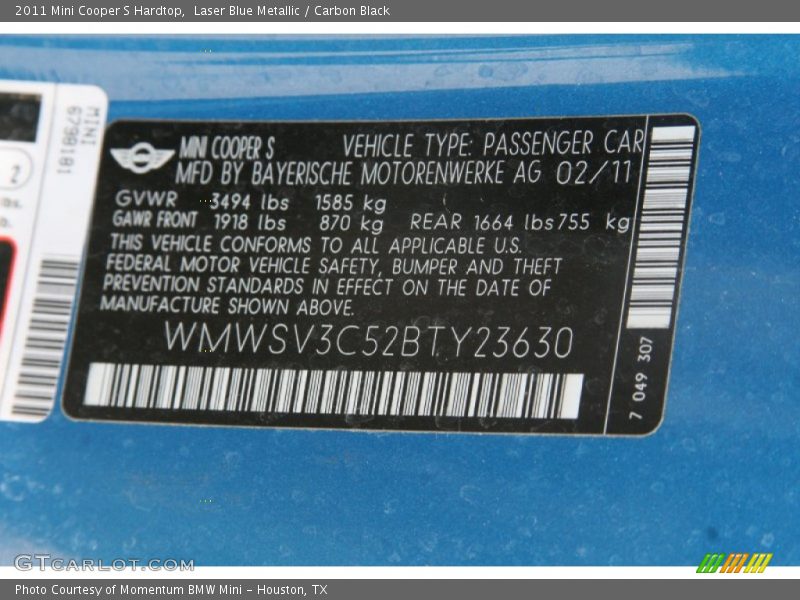 2011 Mini Cooper S Hardtop,  Laser Blue Metallic / Carbon Black
MINI
6798181
2
lbs.
MINI COOPER S VEHICLE TYPE: PASSENGER CAR
MFD BY BAYERISCHE MOTORENWERKE AG 02/11
GVWR 3494 lbs 1585 kg
GAWR FRONT 1918 lbs 870 kg REAR 1664 lbs 755 kg
THIS VEHICLE CONFORMS TO ALL APPLICABLE U.S.
FEDERAL MOTOR VEHICLE SAFETY, BUMPER AND THEFT
PREVENTION STANDARDS IN EFFECT ON THE DATE OF
MANUFACTURE SHOWN ABOVE.
WMWSV3C52BTY23630
7 049 307
GTCARLOT.COM
Photo Courtesy of Momentum BMW Mini - Houston, TX